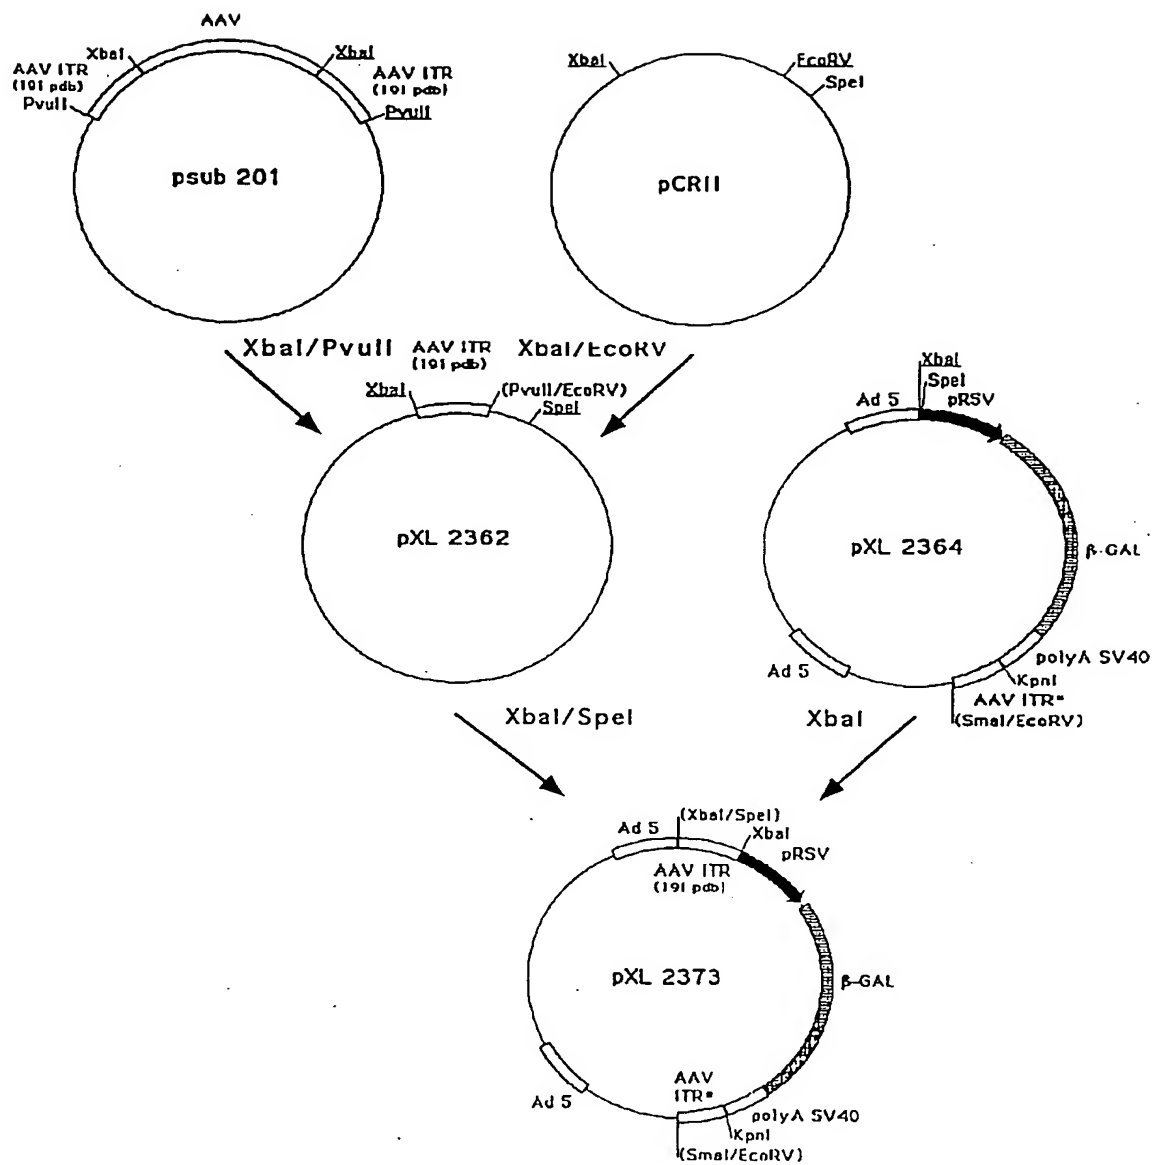 AAV
XbaI
XbaI
AAV ITR
(191 pdb)
PvuII
AAV ITR
(191 pdb)
PvuII
psub 201
XbaI
EcoRV
SpeI
pCRII
XbaI/PvuII
AAV ITR
(191 pdb)
XbaI/EcoRV
XbaI
(PvuII/EcoRV)
SpeI
pXL 2362
XbaI
SpeI
pRSV
Ad 5
pXL 2364
β-GAL
Ad 5
polyA SV40
KpnI
AAV ITR*
(SmaI/EcoRV)
XbaI/SpeI
XbaI
(XbaI/SpeI)
Ad 5
XbaI
pRSV
AAV ITR
(191 pdb)
pXL 2373
β-GAL
Ad 5
AAV
ITR*
polyA SV40
KpnI
(SmaI/EcoRV)